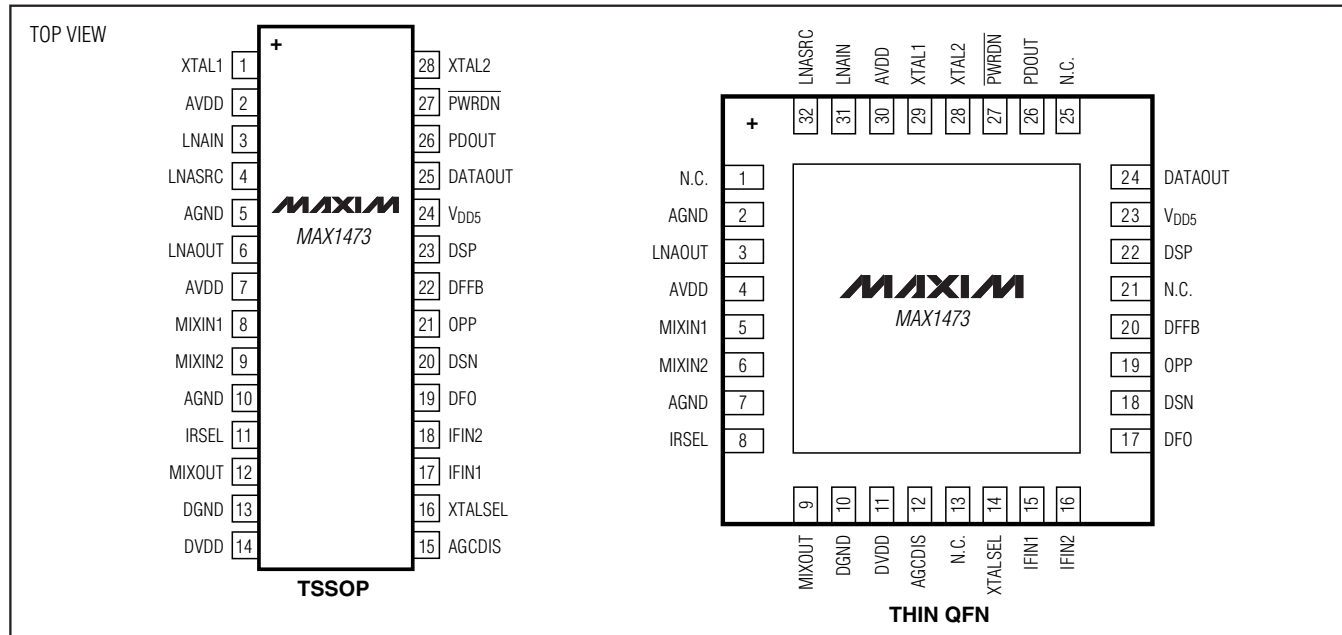 TOP VIEW
+
XTAL1 1
AVDD 2
LNAIN 3
LNASRC 4
AGND 5
LNAOUT 6
AVDD 7
MIXIN1 8
MIXIN2 9
AGND 10
IRSEL 11
MIXOUT 12
DGND 13
DVDD 14
MAXIM
MAX1473
28 XTAL2
27 PWRDN
26 PDOUT
25 DATAOUT
24 VDD5
23 DSP
22 DFFB
21 OPP
20 DSN
19 DFO
18 IFIN2
17 IFIN1
16 XTALSEL
15 AGCDIS
TSSOP
LNASRC LNAIN AVDD XTAL1 XTAL2 PWRDN PDOUT N.C.
32 31 30 29 28 27 26 25
+
N.C. 1
AGND 2
LNAOUT 3
AVDD 4
MIXIN1 5
MIXIN2 6
AGND 7
IRSEL 8
MAXIM
MAX1473
24 DATAOUT
23 VDD5
22 DSP
21 N.C.
20 DFFB
19 OPP
18 DSN
17 DFO
9 10 11 12 13 14 15 16
MIXOUT DGND DVDD AGCDIS N.C. XTALSEL IFIN1 IFIN2
THIN QFN